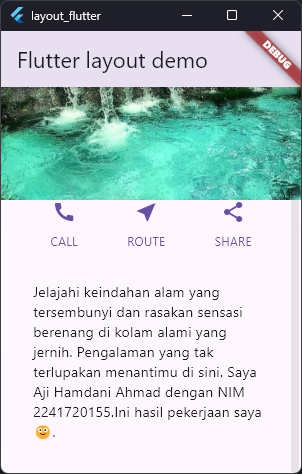 layout_flutter
Flutter layout demo
DEBUG
CALL ROUTE SHARE
Jelajahi keindahan alam yang
tersembunyi dan rasakan sensasi
berenang di kolam alami yang
jernih. Pengalaman yang tak
terlupakan menantimu di sini. Saya
Aji Hamdani Ahmad dengan NIM
2241720155.Ini hasil pekerjaan saya
😊.